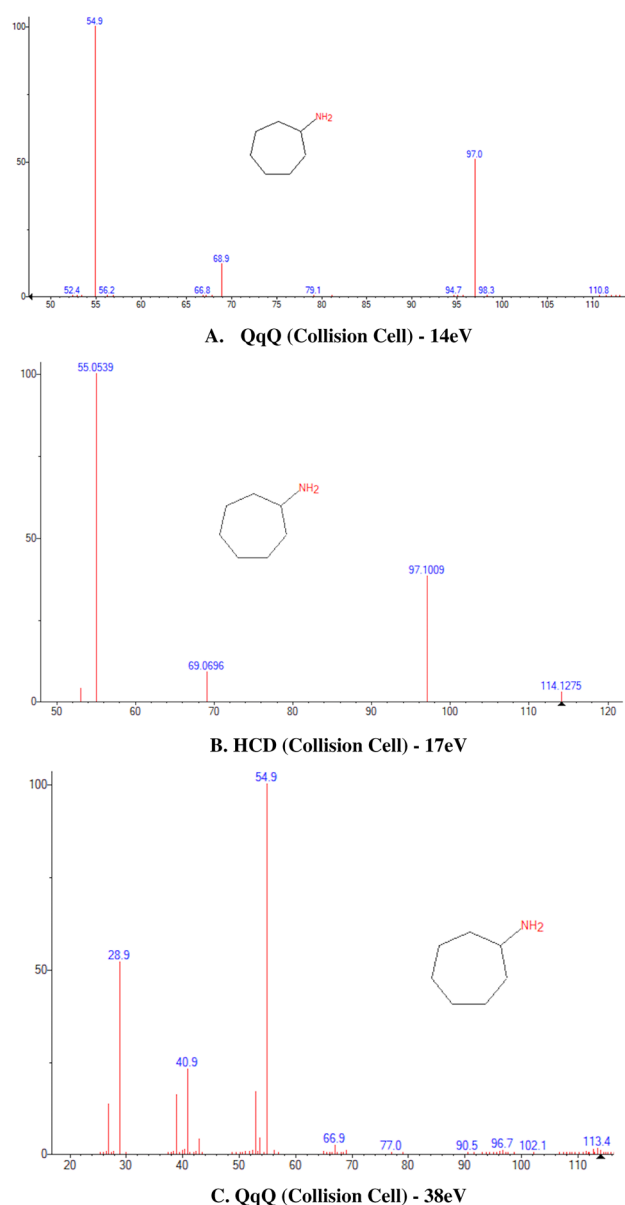 100
54.9
NH2
50
97.0
68.9
0
52.4 56.2 66.8 79.1 94.7 98.3 110.8
50 55 60 65 70 75 80 85 90 95 100 105 110
A. QqQ (Collision Cell) - 14eV
100
55.0539
NH2
50
97.1009
69.0696
114.1275
0
50 60 70 80 90 100 110 120
B. HCD (Collision Cell) - 17eV
100
54.9
NH2
50
28.9
40.9
66.9 77.0 90.5 96.7 102.1 113.4
0
20 30 40 50 60 70 80 90 100 110
C. QqQ (Collision Cell) - 38eV